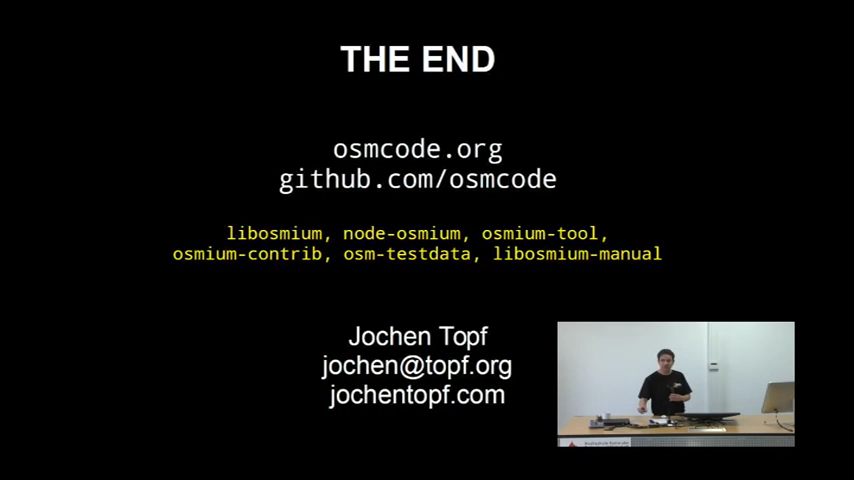 THE END
osmcode.org
github.com/osmcode
libosmium, node-osmium, osmium-tool,
osmium-contrib, osm-testdata, libosmium-manual
Jochen Topf
jochen@topf.org
jochentopf.com